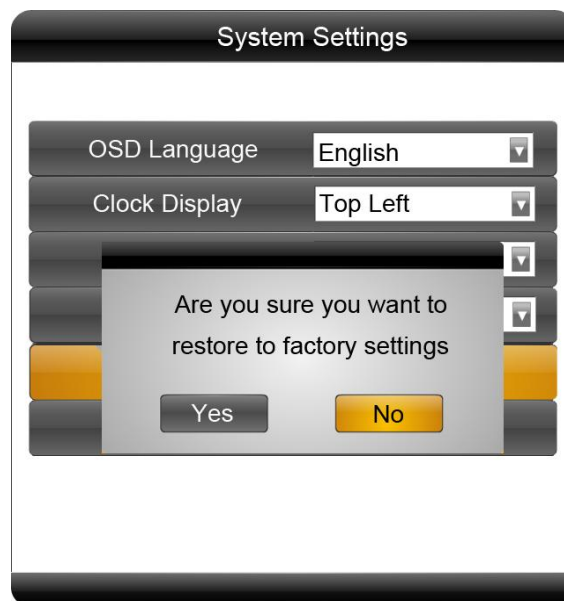 System Settings
OSD Language
English
Clock Display
Top Left
Are you sure you want to
restore to factory settings
Yes
No